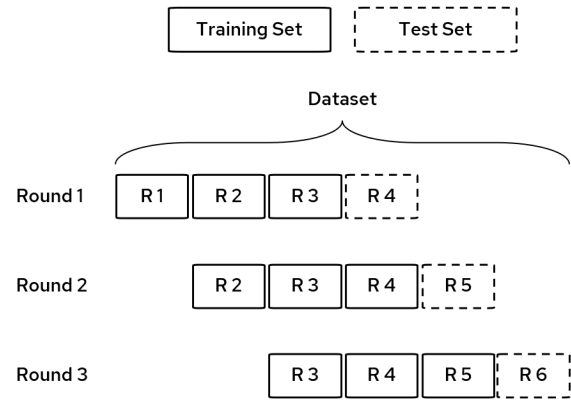 Training Set Test Set
Dataset
Round 1 R 1 R 2 R 3 R 4
Round 2 R 2 R 3 R 4 R 5
Round 3 R 3 R 4 R 5 R 6